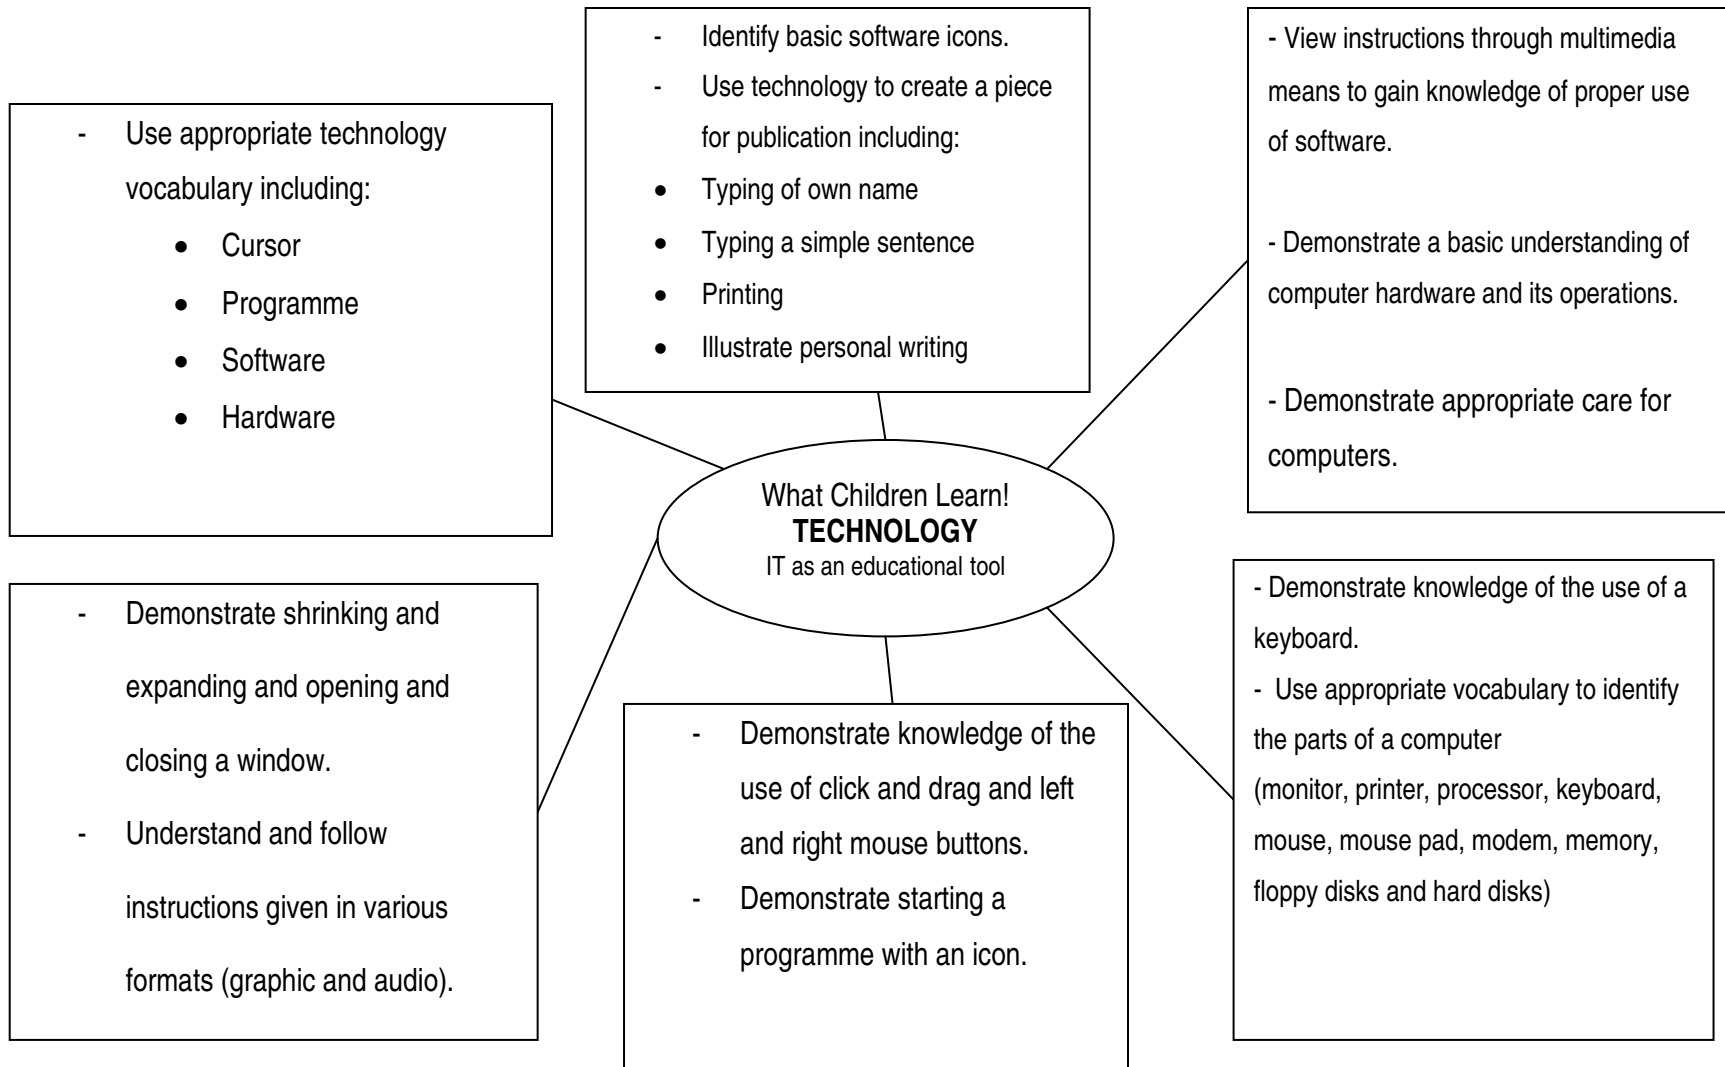 - Use appropriate technology
vocabulary including:
• Cursor
• Programme
• Software
• Hardware
- Identify basic software icons.
- Use technology to create a piece
for publication including:
• Typing of own name
• Typing a simple sentence
• Printing
• Illustrate personal writing
- View instructions through multimedia
means to gain knowledge of proper use
of software.
- Demonstrate a basic understanding of
computer hardware and its operations.
- Demonstrate appropriate care for
computers.
What Children Learn!
TECHNOLOGY
IT as an educational tool
- Demonstrate shrinking and
expanding and opening and
closing a window.
- Understand and follow
instructions given in various
formats (graphic and audio).
- Demonstrate knowledge of the
use of click and drag and left
and right mouse buttons.
- Demonstrate starting a
programme with an icon.
- Demonstrate knowledge of the use of a
keyboard.
- Use appropriate vocabulary to identify
the parts of a computer
(monitor, printer, processor, keyboard,
mouse, mouse pad, modem, memory,
floppy disks and hard disks)